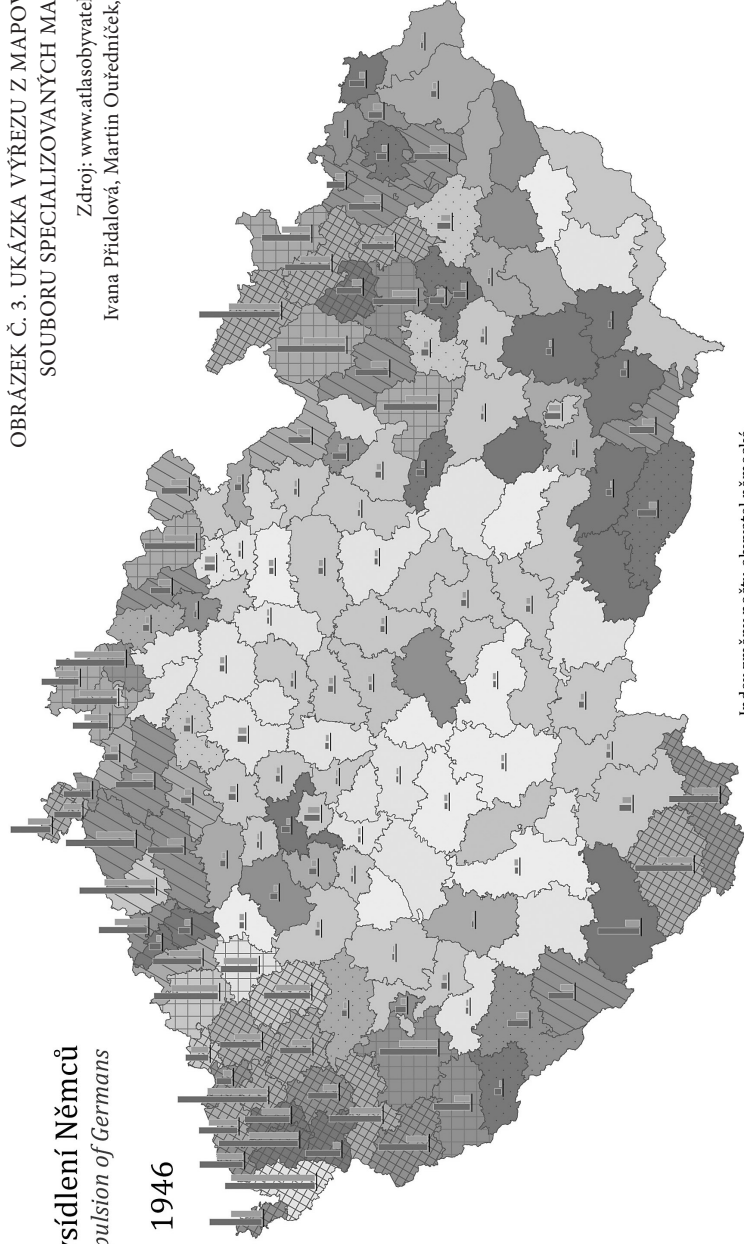 OBRÁZEK Č. 3. UKÁZKA VÝŘEZU Z MAPOV
SOUBORU SPECIALIZOVANÝCH MA
Zdroj: www.atlasobyvatel
Ivana Přidalová, Martin Ouředníček,
sídlení Němců
pulsion of Germans
1946